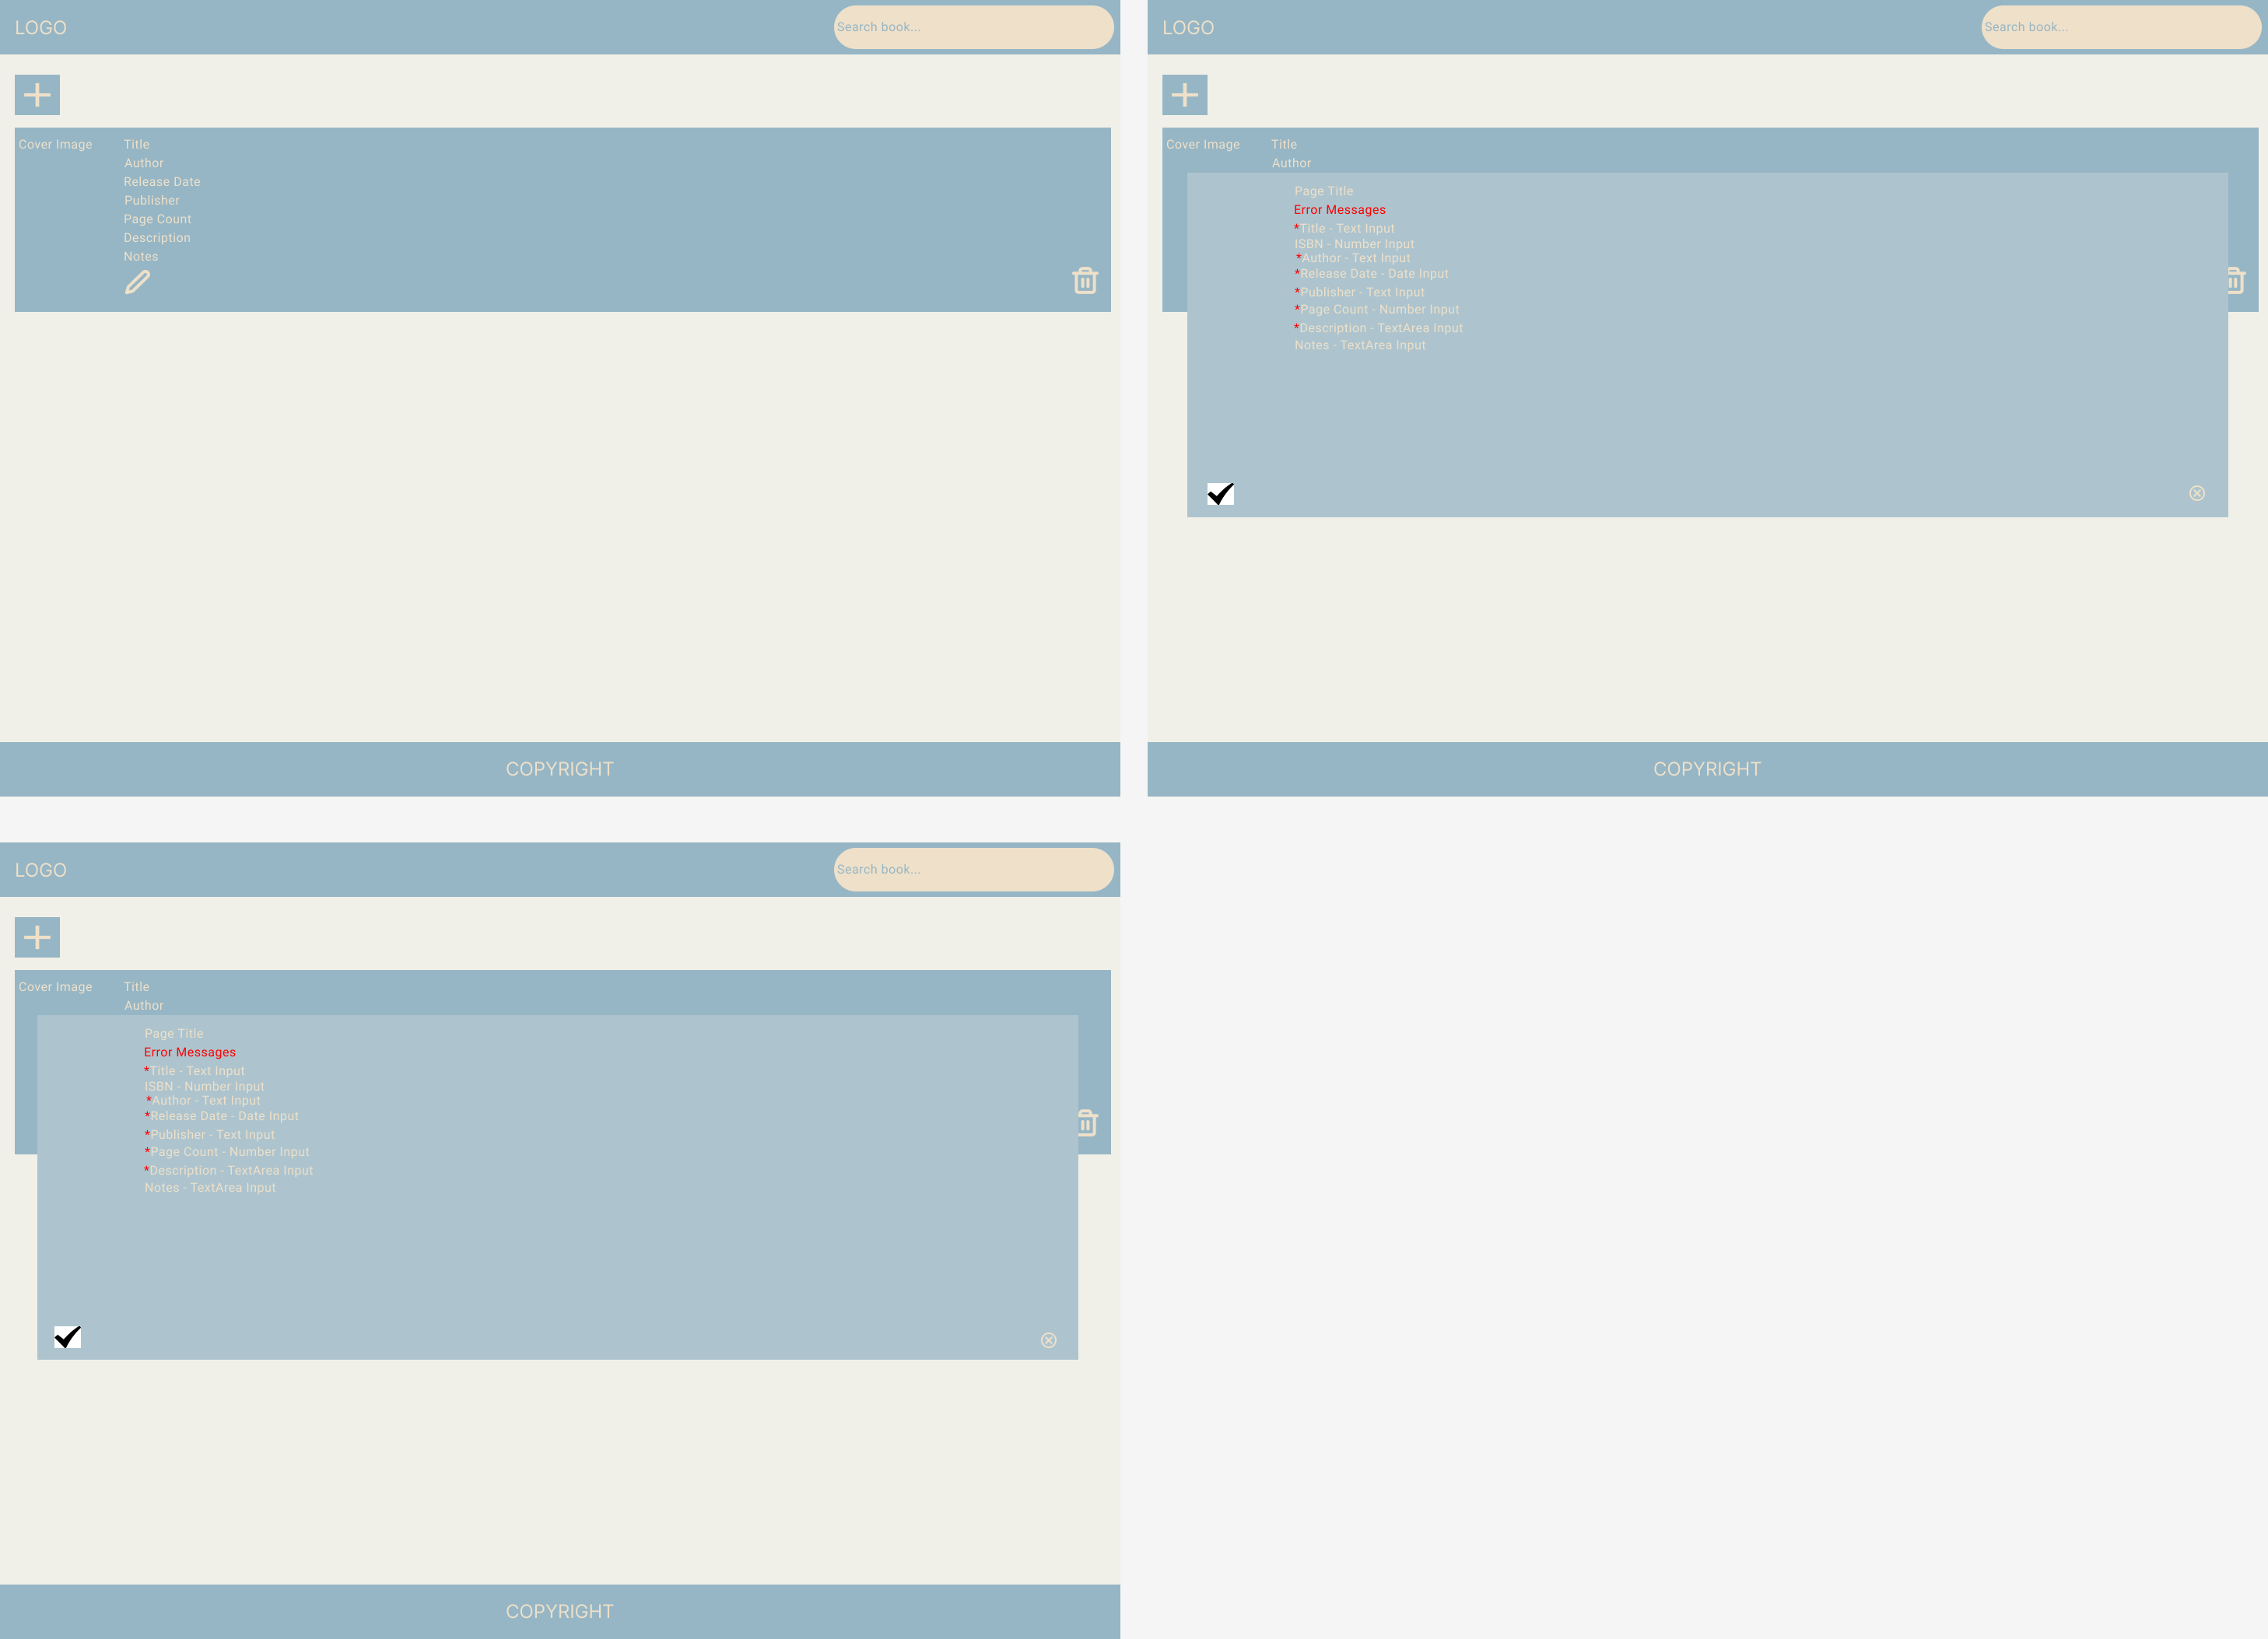 LOGO
Search book...
Cover Image
Title
Author
Release Date
Publisher
Page Count
Description
Notes
COPYRIGHT
LOGO
Search book...
Cover Image
Title
Author
Page Title
Error Messages
*Title - Text Input
ISBN - Number Input
*Author - Text Input
*Release Date - Date Input
*Publisher - Text Input
*Page Count - Number Input
*Description - TextArea Input
Notes - TextArea Input
COPYRIGHT
LOGO
Search book...
Cover Image
Title
Author
Page Title
Error Messages
*Title - Text Input
ISBN - Number Input
*Author - Text Input
*Release Date - Date Input
*Publisher - Text Input
*Page Count - Number Input
*Description - TextArea Input
Notes - TextArea Input
COPYRIGHT